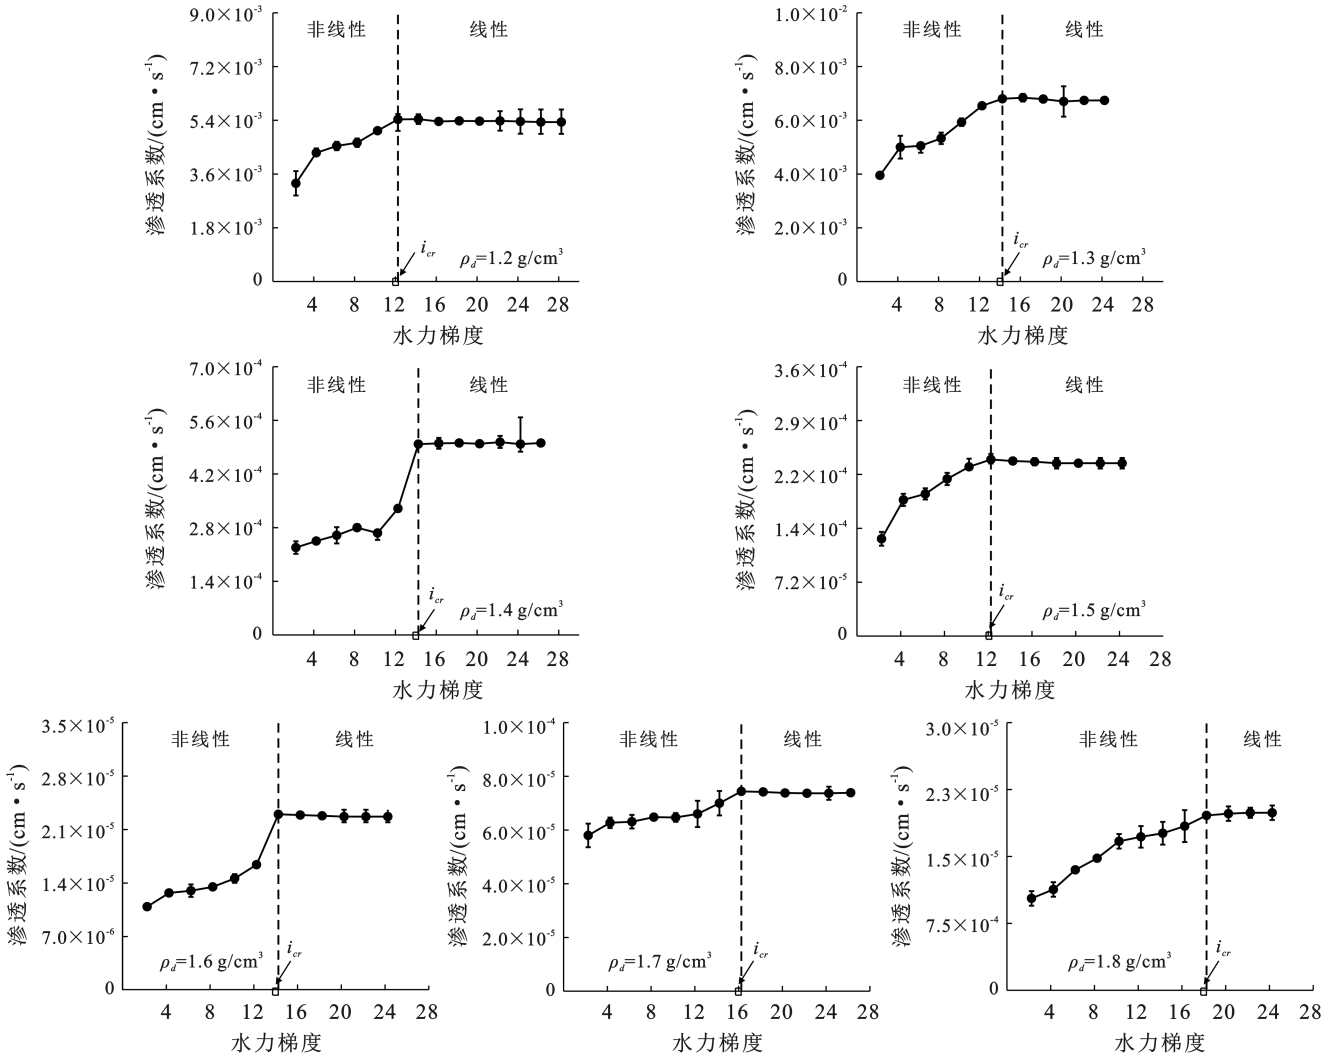 9.0×10⁻³
7.2×10⁻³
5.4×10⁻³
3.6×10⁻³
1.8×10⁻³
0
渗透系数/(cm·s⁻¹)
非线性 线性
i_cr
ρ_d=1.2 g/cm³
4 8 12 16 20 24 28
水力梯度
1.0×10⁻²
8.0×10⁻³
6.0×10⁻³
4.0×10⁻³
2.0×10⁻³
0
渗透系数/(cm·s⁻¹)
非线性 线性
i_cr
ρ_d=1.3 g/cm³
4 8 12 16 20 24 28
水力梯度
7.0×10⁻⁴
5.6×10⁻⁴
4.2×10⁻⁴
2.8×10⁻⁴
1.4×10⁻⁴
0
渗透系数/(cm·s⁻¹)
非线性 线性
i_cr
ρ_d=1.4 g/cm³
4 8 12 16 20 24 28
水力梯度
3.6×10⁻⁴
2.9×10⁻⁴
2.2×10⁻⁴
1.4×10⁻⁴
7.2×10⁻⁵
0
渗透系数/(cm·s⁻¹)
非线性 线性
i_cr
ρ_d=1.5 g/cm³
4 8 12 16 20 24 28
水力梯度
3.5×10⁻⁵
2.8×10⁻⁵
2.1×10⁻⁵
1.4×10⁻⁵
7.0×10⁻⁶
0
渗透系数/(cm·s⁻¹)
非线性 线性
i_cr
ρ_d=1.6 g/cm³
4 8 12 16 20 24 28
水力梯度
1.0×10⁻⁴
8.0×10⁻⁵
6.0×10⁻⁵
4.0×10⁻⁵
2.0×10⁻⁵
0
渗透系数/(cm·s⁻¹)
非线性 线性
i_cr
ρ_d=1.7 g/cm³
4 8 12 16 20 24 28
水力梯度
3.0×10⁻⁵
2.3×10⁻⁵
1.5×10⁻⁵
7.5×10⁻⁴
0
渗透系数/(cm·s⁻¹)
非线性 线性
i_cr
ρ_d=1.8 g/cm³
4 8 12 16 20 24 28
水力梯度